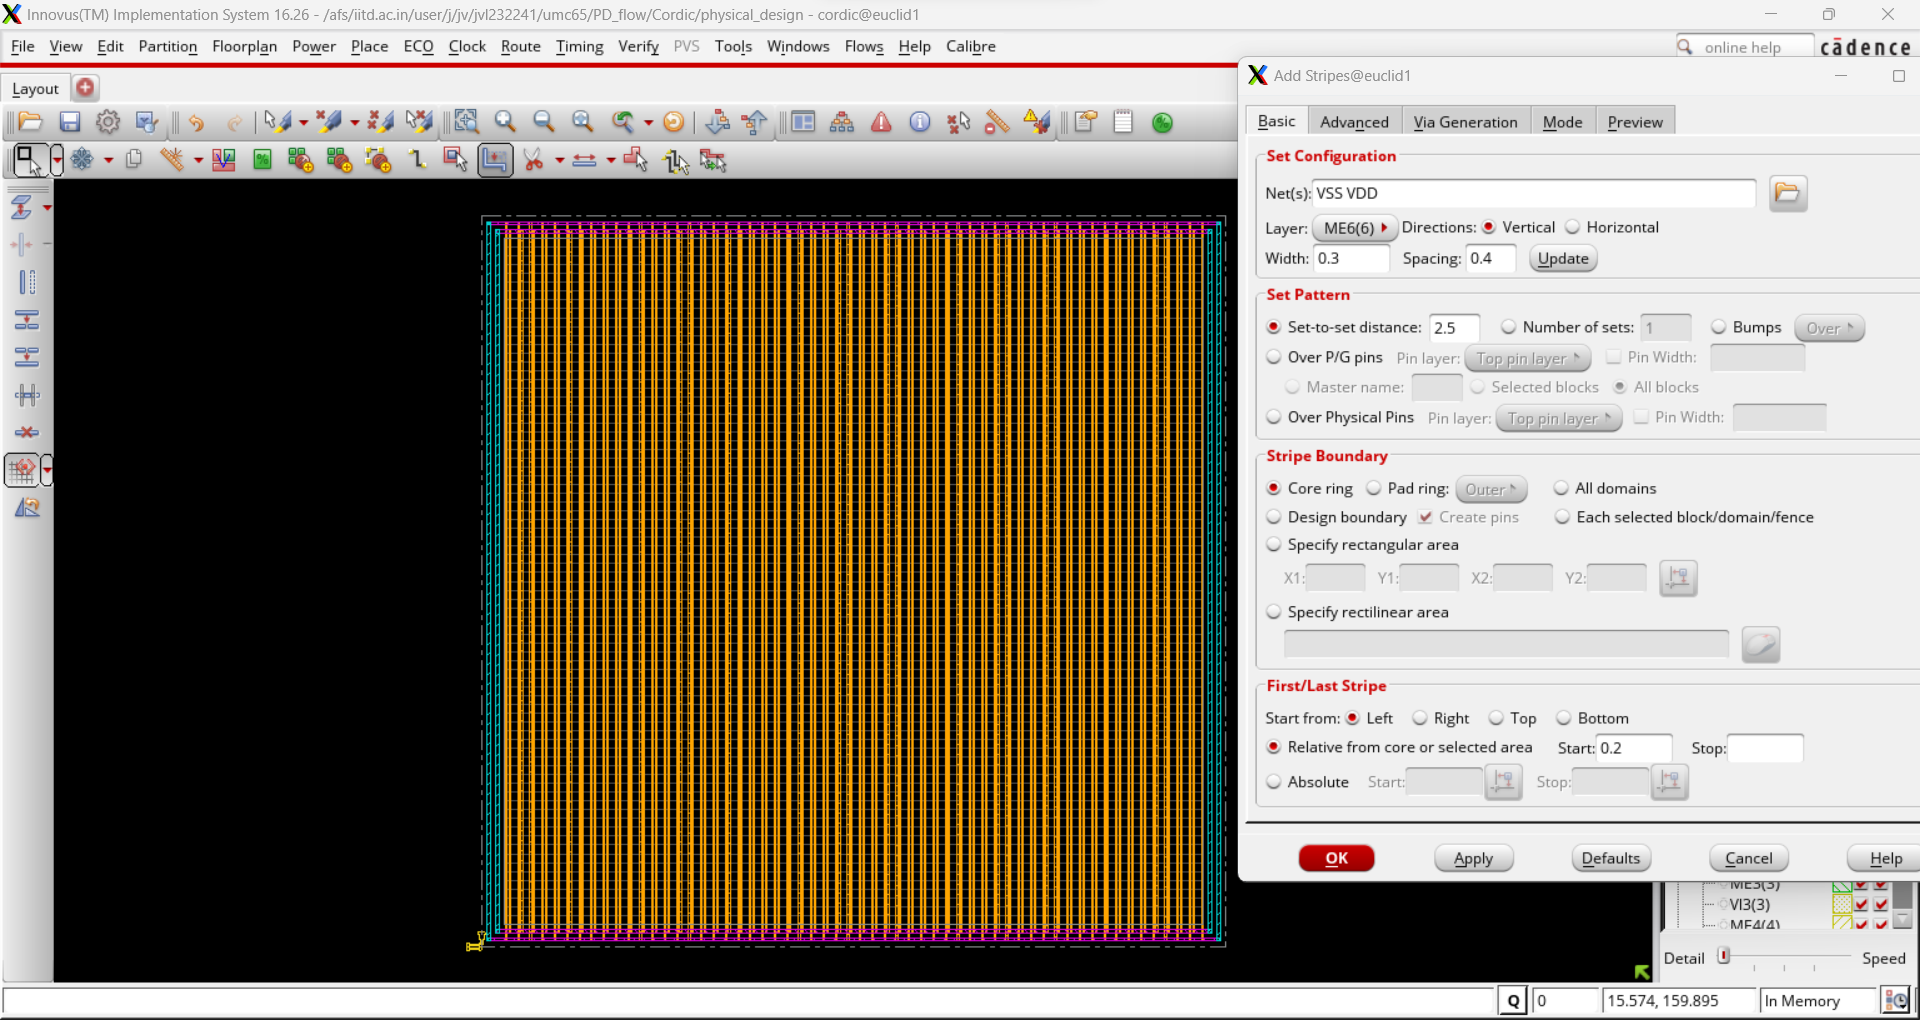 Innovus(TM) Implementation System 16.26 - /afs/iitd.ac.in/user/j/jv/jvl232241/umc65/PD_flow/Cordic/physical_design - cordic@euclid1
File View Edit Partition Floorplan Power Place ECO Clock Route Timing Verify PVS Tools Windows Flows Help Calibre
online help cādence
Layout
Add Stripes@euclid1
Basic Advanced Via Generation Mode Preview
Set Configuration
Net(s): VSS VDD
Layer: ME6(6) Directions: Vertical Horizontal
Width: 0.3 Spacing: 0.4 Update
Set Pattern
Set-to-set distance: 2.5 Number of sets: 1 Bumps Over
Over P/G pins Pin layer: Top pin layer Pin Width:
Master name: Selected blocks All blocks
Over Physical Pins Pin layer: Top pin layer Pin Width:
Stripe Boundary
Core ring Pad ring: Outer All domains
Design boundary Create pins Each selected block/domain/fence
Specify rectangular area
X1: Y1: X2: Y2:
Specify rectilinear area
First/Last Stripe
Start from: Left Right Top Bottom
Relative from core or selected area Start: 0.2 Stop:
Absolute Start: Stop:
OK Apply Defaults Cancel Help
ME3(3)
VI3(3)
ME4(4)
Detail Speed
Q 0 15.574, 159.895 In Memory